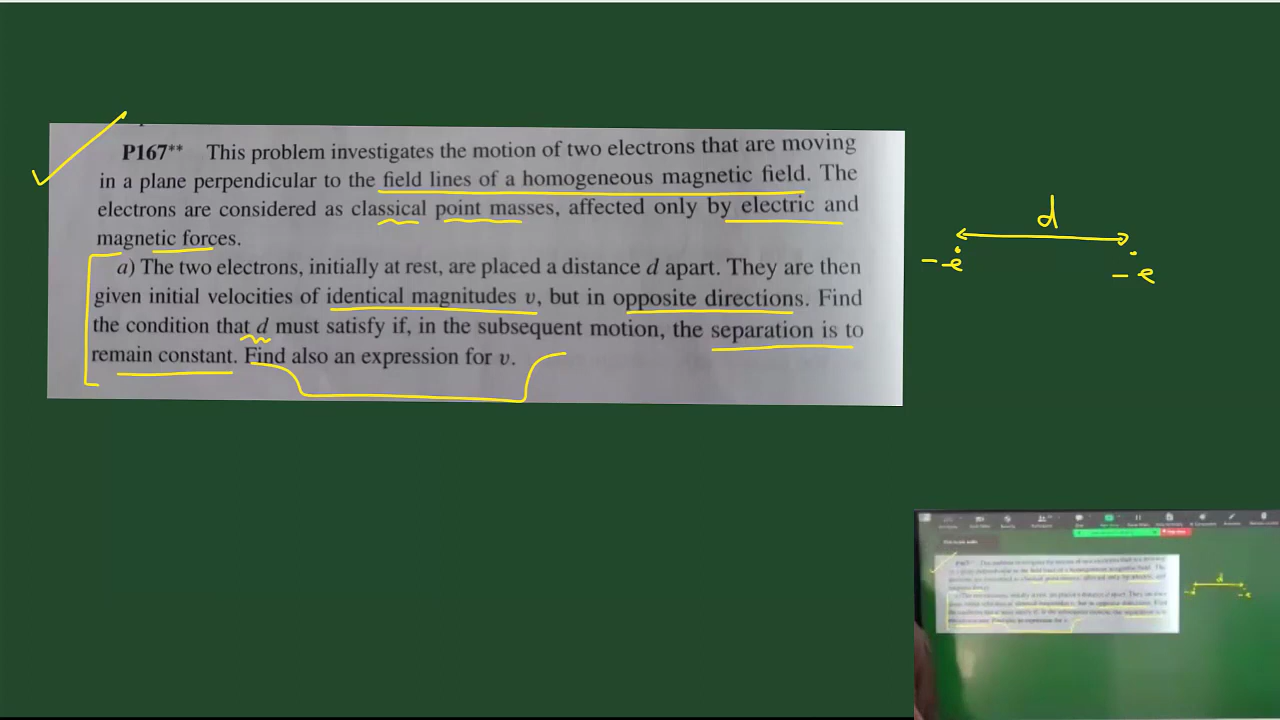 P167** This problem investigates the motion of two electrons that are moving
in a plane perpendicular to the field lines of a homogeneous magnetic field. The
electrons are considered as classical point masses, affected only by electric and
magnetic forces.
a) The two electrons, initially at rest, are placed a distance d apart. They are then
given initial velocities of identical magnitudes v, but in opposite directions. Find
the condition that d must satisfy if, in the subsequent motion, the separation is to
remain constant. Find also an expression for v.
d
-e -e